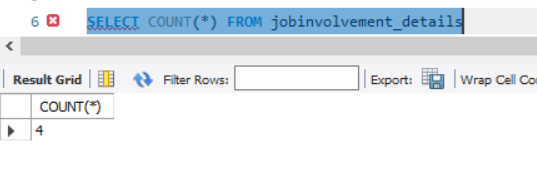 6 SELECT COUNT(*) FROM jobinvolvement_details
Result Grid Filter Rows: Export: Wrap Cell Co
COUNT(*)
4